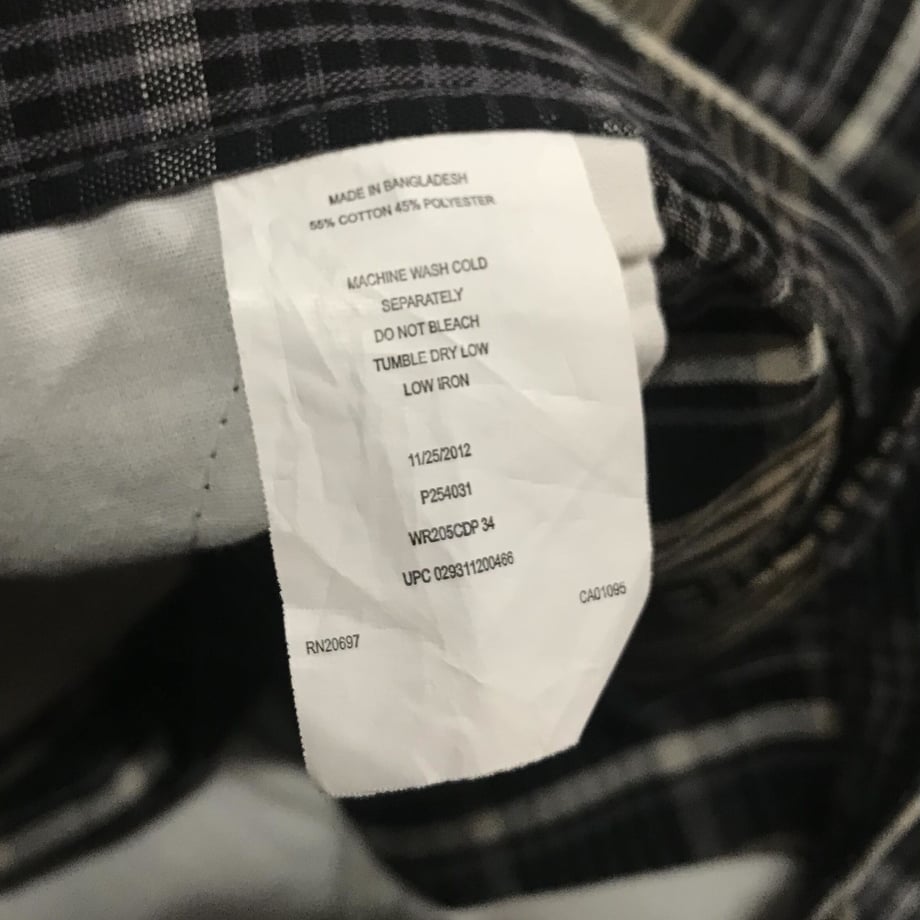 MADE IN BANGLADESH
55% COTTON 45% POLYESTER
MACHINE WASH COLD
SEPARATELY
DO NOT BLEACH
TUMBLE DRY LOW
LOW IRON
11/25/2012
P254031
WR205CDP 34
UPC 029311200466
CA01095
RN20697